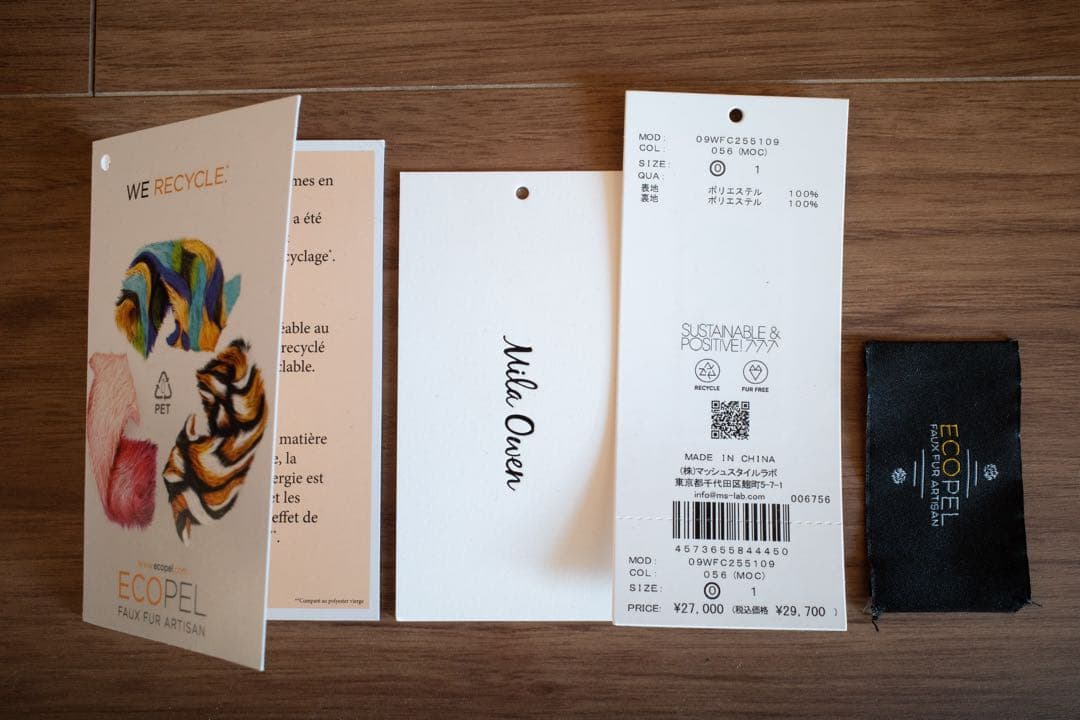 WE RECYCLE.*
PET
www.ecopel.com
ECOPEL
FAUX FUR ARTISAN
mes en
a été
cyclage*.
éable au
recyclé
clable.
matière
e, la
ergie est
et les
effet de
**Comparé au polyester vierge
Mila Owen
MOD: 09WFC255109
COL: 056 (MOC)
SIZE: 0 1
QUA:
表地 ポリエステル 100%
裏地 ポリエステル 100%
SUSTAINABLE &
POSITIVE! 777
RECYCLE FUR FREE
MADE IN CHINA
(株)マッシュスタイルラボ
東京都千代田区麹町5-7-1
info@ms-lab.com 006756
4573655844450
MOD: 09WFC255109
COL: 056 (MOC)
SIZE: 0 1
PRICE: ¥27,000 (税込価格 ¥29,700 )
ECOPEL
FAUX FUR ARTISAN